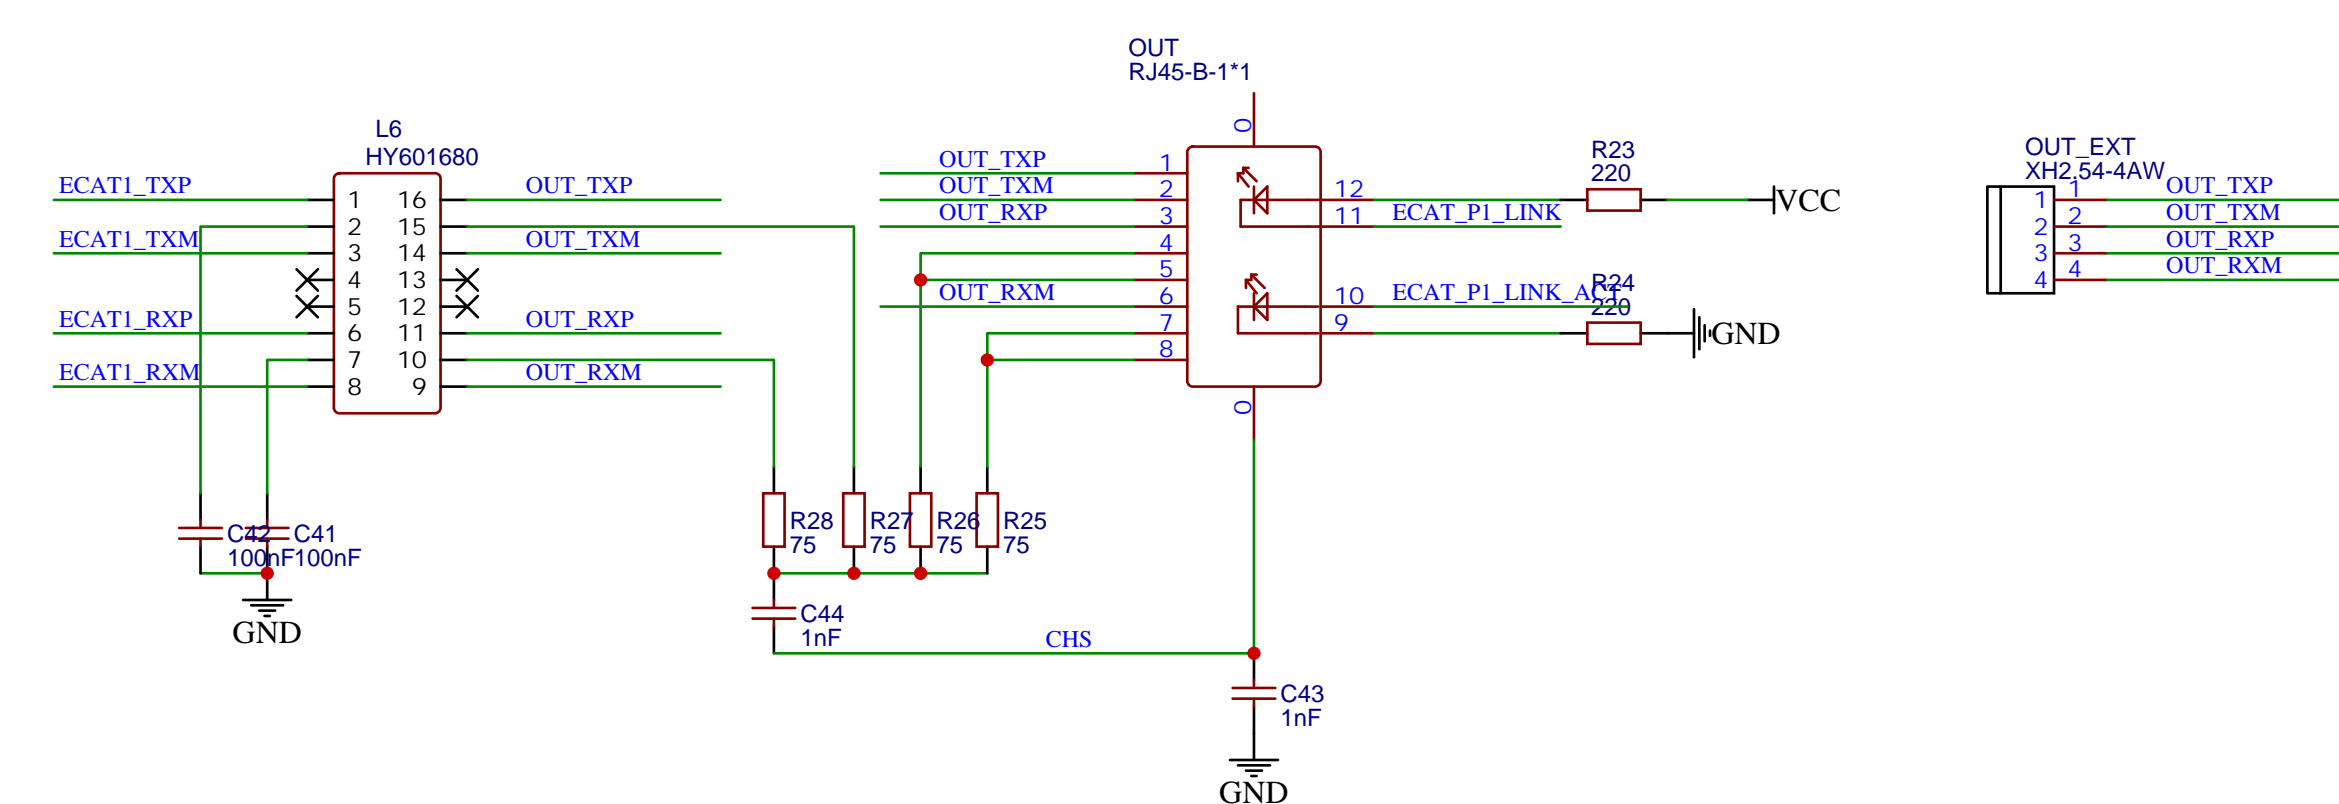 OUT
RJ45-B-1*1
0
L6
HY601680
ECAT1_TXP
1
16
OUT_TXP
2
15
ECAT1_TXM
3
14
OUT_TXM
4
13
5
12
ECAT1_RXP
6
11
OUT_RXP
7
10
ECAT1_RXM
8
9
OUT_RXM
OUT_TXP
1
OUT_TXM
2
OUT_RXP
3
4
5
OUT_RXM
6
7
8
12
11
ECAT_P1_LINK
10
ECAT_P1_LINK_ACT
9
0
R23
220
VCC
R24
220
GND
OUT_EXT
XH2.54-4AW
1
1
OUT_TXP
2
2
OUT_TXM
3
3
OUT_RXP
4
4
OUT_RXM
C42
100nF
C41
100nF
GND
R28
75
R27
75
R26
75
R25
75
C44
1nF
CHS
C43
1nF
GND